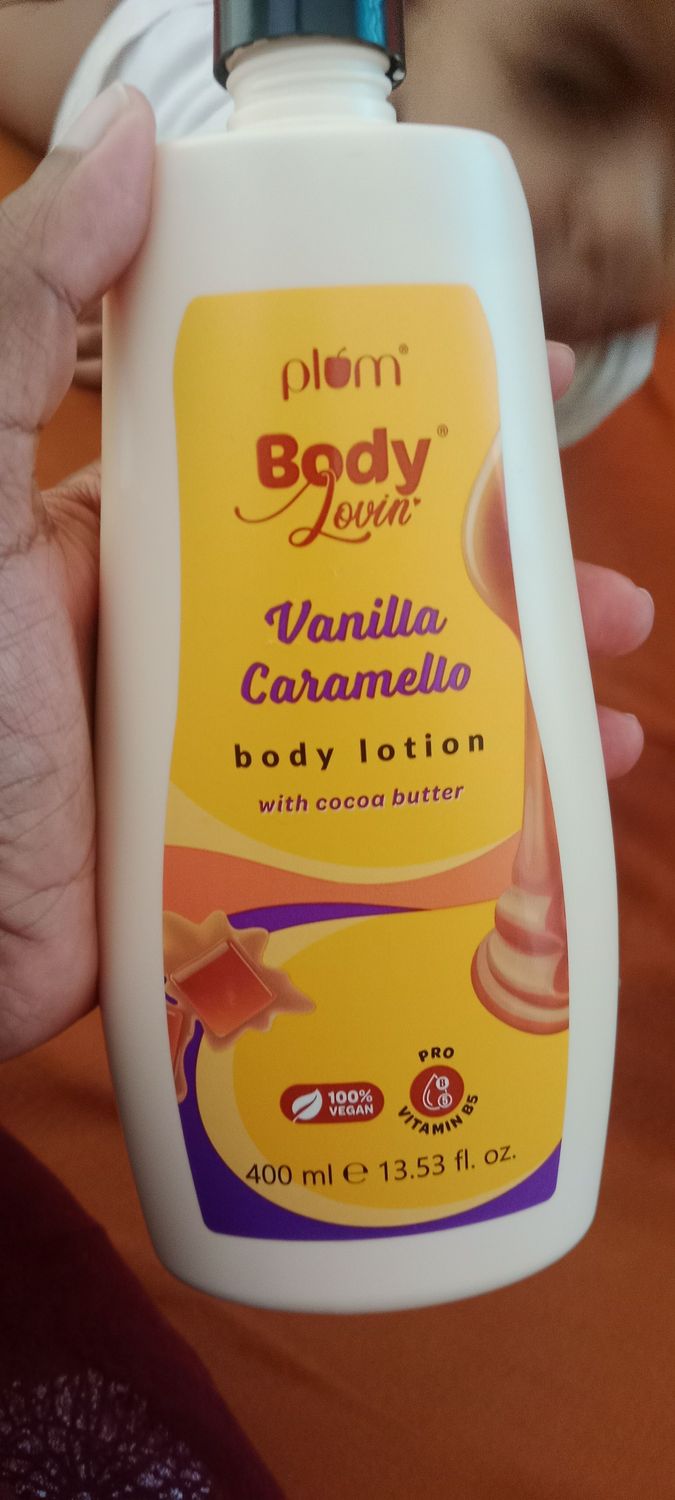 plum®
Body®
Lovin'
Vanilla
Caramello
body lotion
with cocoa butter
100%
VEGAN
PRO
B
5
VITAMIN B5
400 ml ℮ 13.53 fl. oz.